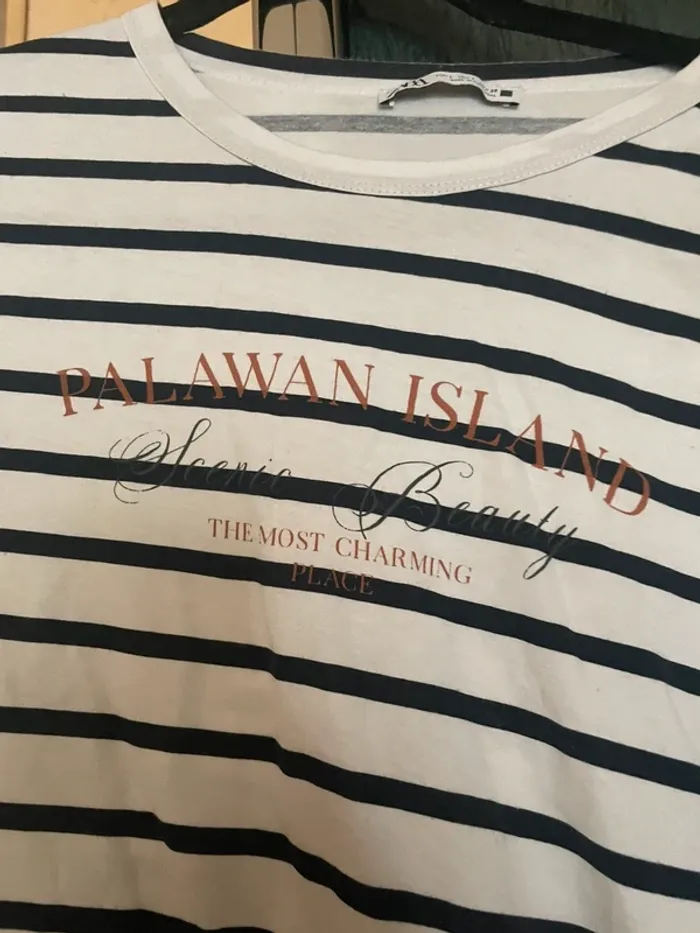 PALAWAN ISLAND
Scenic Beauty
THE MOST CHARMING
PLACE